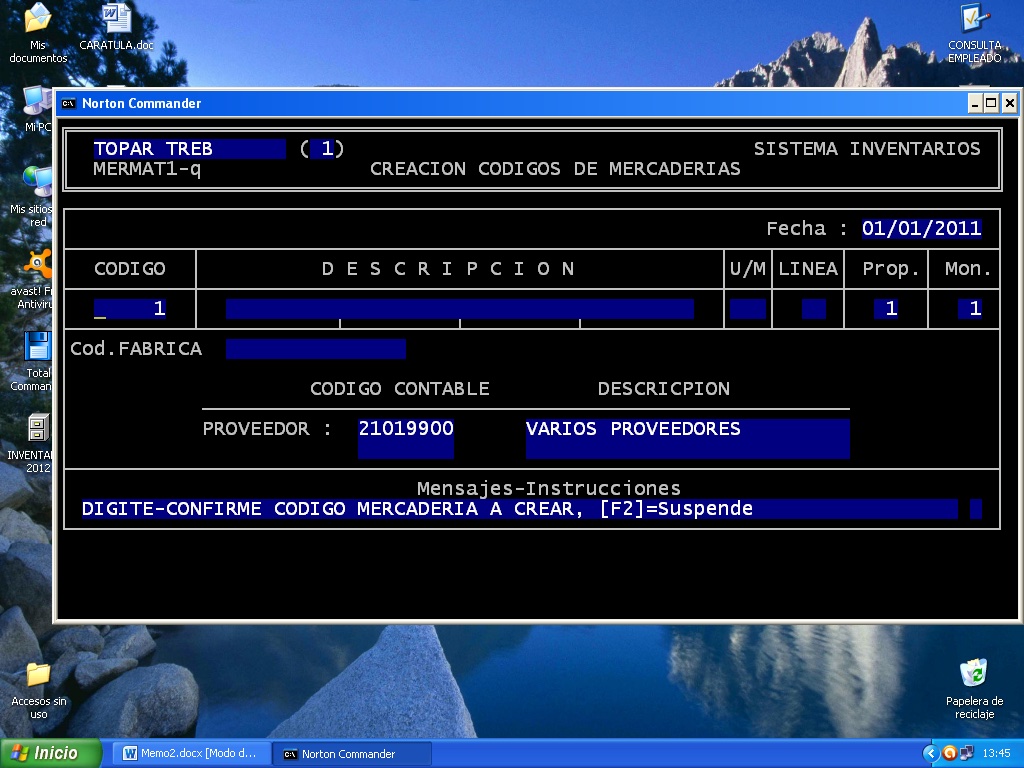 Mis
documentos
CARATULA.doc
CONSULTA
EMPLEADO
Norton Commander
Mi PC
TOPAR TREB ( 1) SISTEMA INVENTARIOS
MERMAT1-q CREACION CODIGOS DE MERCADERIAS
Mis sitios
red
Fecha : 01/01/2011
CODIGO D E S C R I P C I O N U/M LINEA Prop. Mon.
avast! Fr
Antiviru
_ 1 1 1
Cod.FABRICA
Total
Comman
CODIGO CONTABLE DESCRICPION
PROVEEDOR : 21019900 VARIOS PROVEEDORES
INVENTA
2012
Mensajes-Instrucciones
DIGITE-CONFIRME CODIGO MERCADERIA A CREAR, [F2]=Suspende
Accesos sin
uso
Papelera de
reciclaje
Inicio
Memo2.docx [Modo d...
Norton Commander
13:45